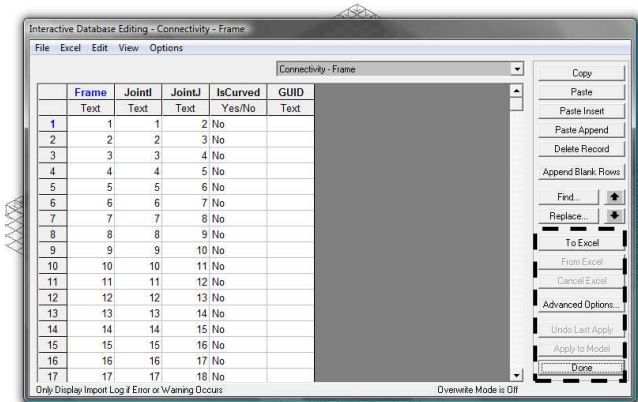 Interactive Database Editing - Connectivity - Frame
File Excel Edit View Options
Connectivity - Frame
Frame JointI JointJ IsCurved GUID
Text Text Text Yes/No Text
1 1 1 2 No
2 2 2 3 No
3 3 3 4 No
4 4 4 5 No
5 5 5 6 No
6 6 6 7 No
7 7 7 8 No
8 8 8 9 No
9 9 9 10 No
10 10 10 11 No
11 11 11 12 No
12 12 12 13 No
13 13 13 14 No
14 14 14 15 No
15 15 15 16 No
16 16 16 17 No
17 17 17 18 No
Copy
Paste
Paste Insert
Paste Append
Delete Record
Append Blank Rows
Find...
Replace...
To Excel
From Excel
Cancel Excel
Advanced Options...
Undo Last Apply
Apply to Model
Done
Only Display Import Log if Error or Warning Occurs
Overwrite Mode is Off